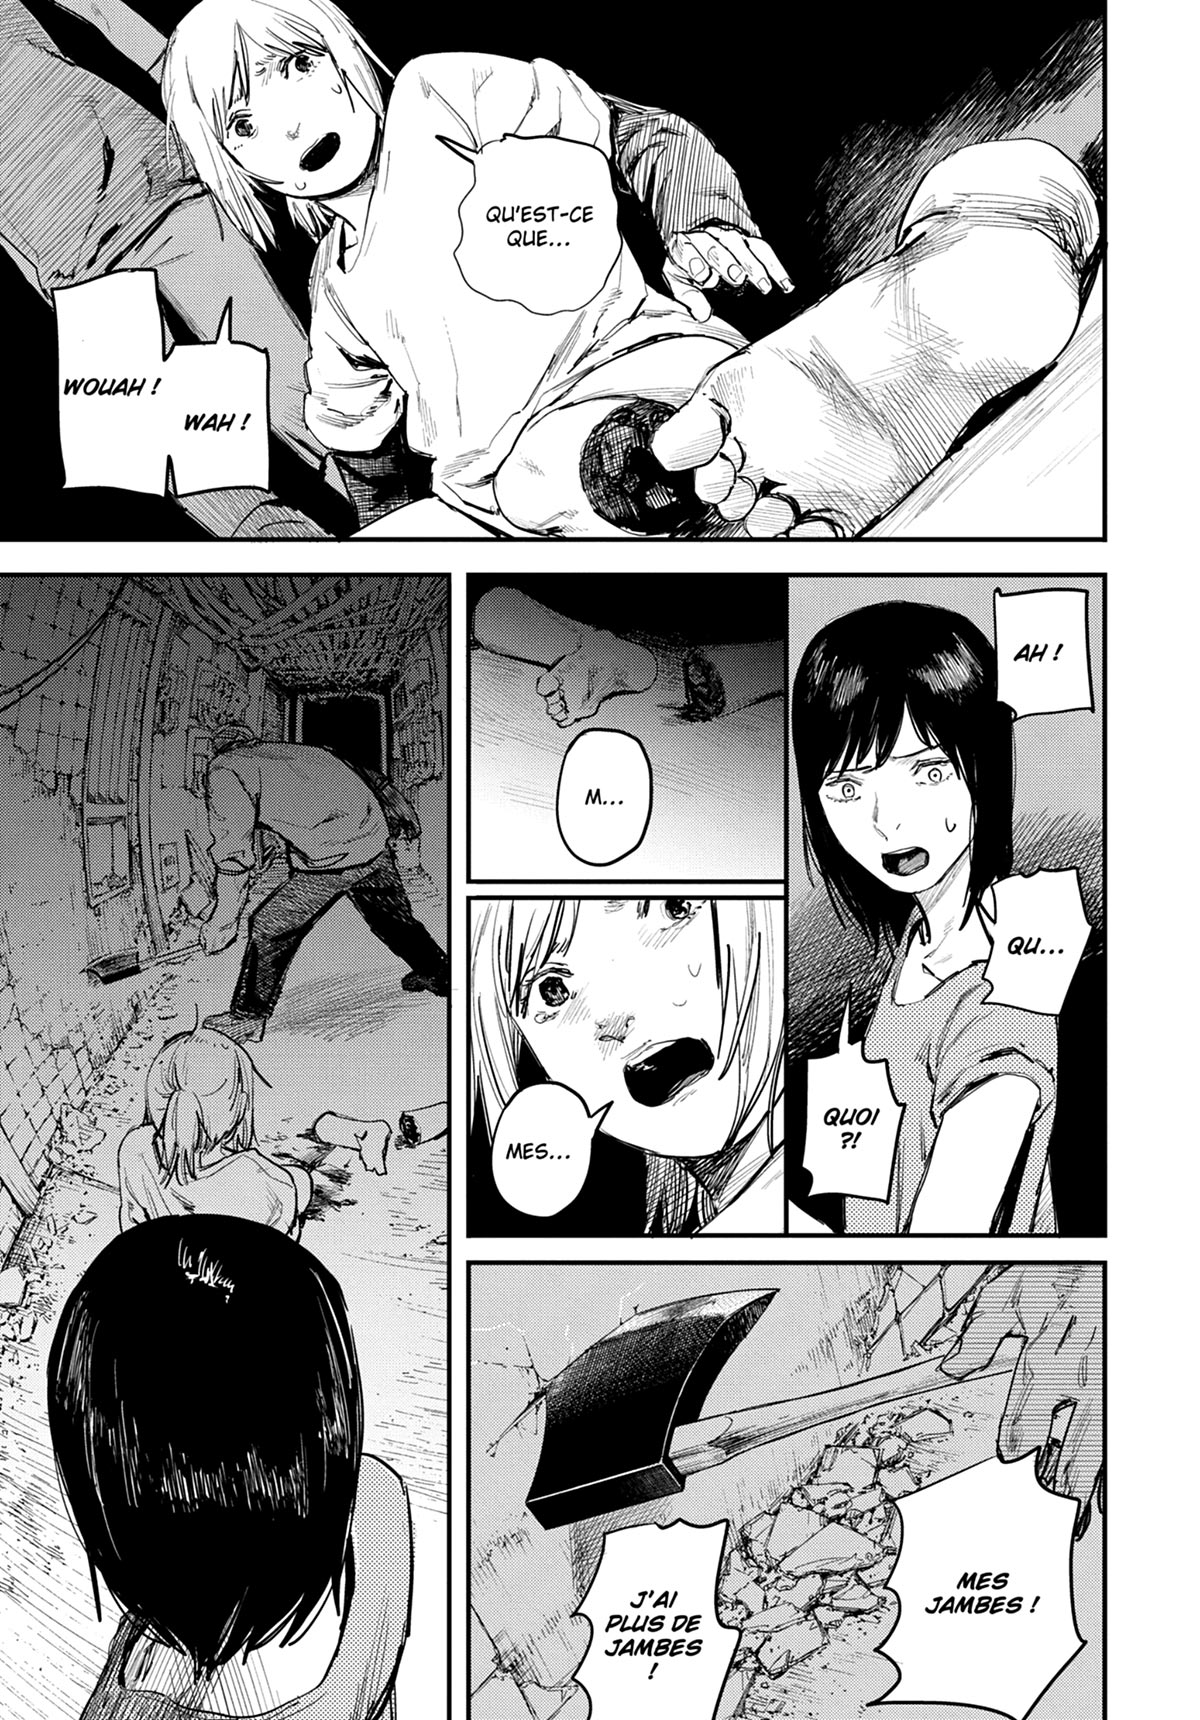 QU'EST-CE
QUE...
WAH !
WOUAH !
AH !
QU...
QUOI
?!
M...
MES...
MES
JAMBES !
J'AI
PLUS DE
JAMBES
!